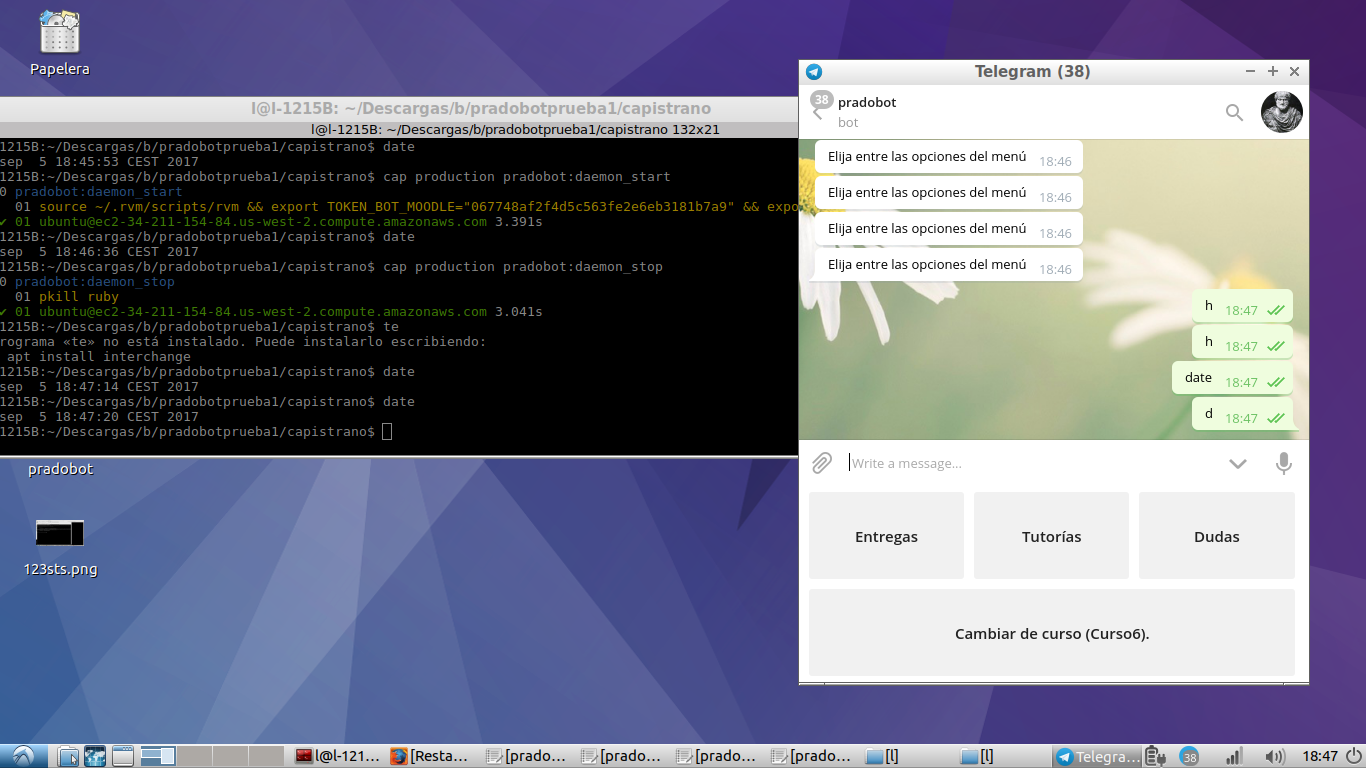 Papelera
l@l-1215B: ~/Descargas/b/pradobotprueba1/capistrano
l@l-1215B: ~/Descargas/b/pradobotprueba1/capistrano 132x21
1215B:~/Descargas/b/pradobotprueba1/capistrano$ date
sep  5 18:45:53 CEST 2017
1215B:~/Descargas/b/pradobotprueba1/capistrano$ cap production pradobot:daemon_start
0 pradobot:daemon_start
01 source ~/.rvm/scripts/rvm && export TOKEN_BOT_MOODLE="067748af2f4d5c563fe2e6eb3181b7a9" && expo
✔ 01 ubuntu@ec2-34-211-154-84.us-west-2.compute.amazonaws.com 3.391s
1215B:~/Descargas/b/pradobotprueba1/capistrano$ date
sep  5 18:46:36 CEST 2017
1215B:~/Descargas/b/pradobotprueba1/capistrano$ cap production pradobot:daemon_stop
0 pradobot:daemon_stop
01 pkill ruby
✔ 01 ubuntu@ec2-34-211-154-84.us-west-2.compute.amazonaws.com 3.041s
1215B:~/Descargas/b/pradobotprueba1/capistrano$ te
rograma «te» no está instalado. Puede instalarlo escribiendo:
apt install interchange
1215B:~/Descargas/b/pradobotprueba1/capistrano$ date
sep  5 18:47:14 CEST 2017
1215B:~/Descargas/b/pradobotprueba1/capistrano$ date
sep  5 18:47:20 CEST 2017
1215B:~/Descargas/b/pradobotprueba1/capistrano$
pradobot
123sts.png
Telegram (38)
38
pradobot
bot
Elija entre las opciones del menú 18:46
Elija entre las opciones del menú 18:46
Elija entre las opciones del menú 18:46
Elija entre las opciones del menú 18:46
h 18:47
h 18:47
date 18:47
d 18:47
Write a message...
Entregas Tutorías Dudas
Cambiar de curso (Curso6).
l@l-121... [Resta... [prado... [prado... [prado... [prado... [l] [l] Telegra... 38 18:47